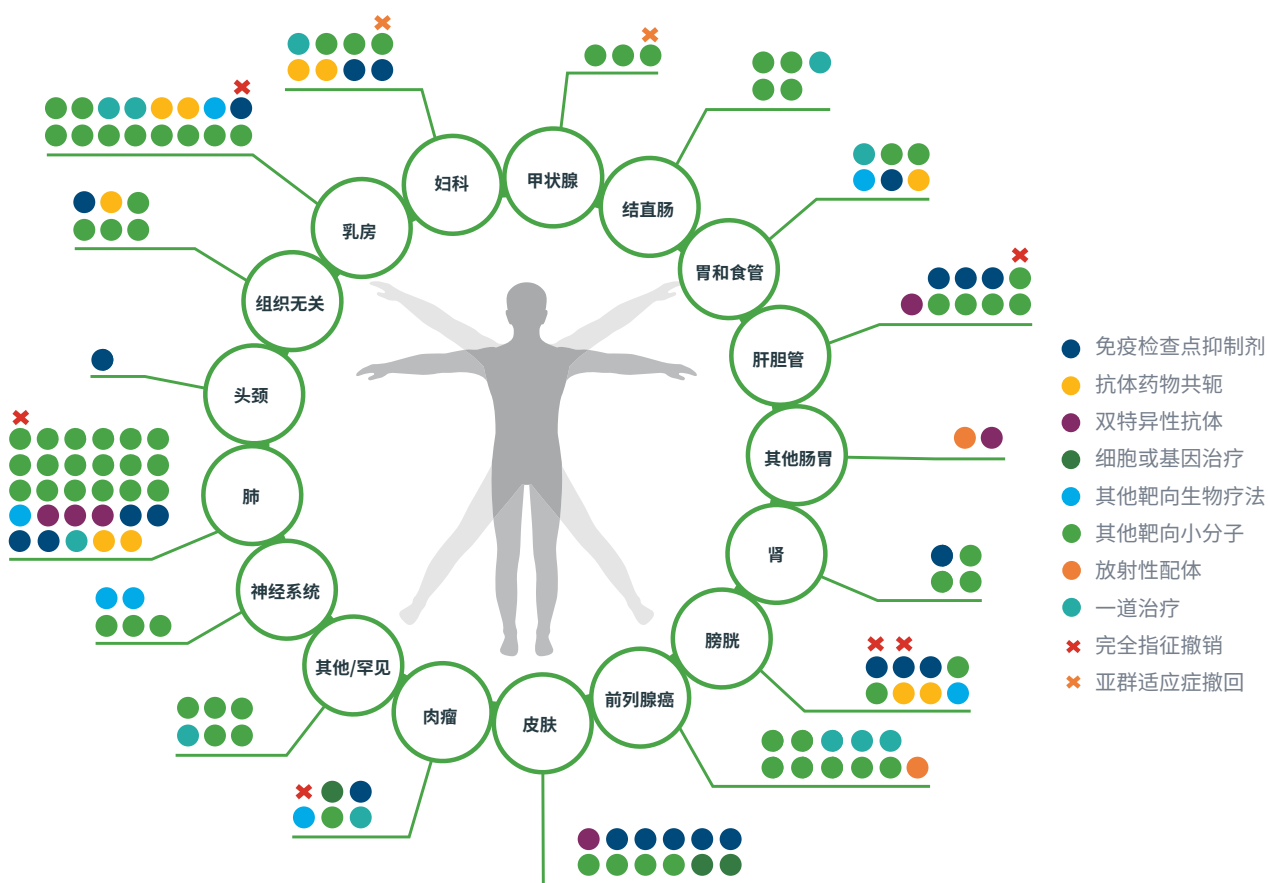 妇科
甲状腺
结直肠
乳房
胃和食管
组织无关
肝胆管
头颈
其他肠胃
肺
肾
神经系统
膀胱
其他/罕见
前列腺癌
肉瘤
皮肤
免疫检查点抑制剂
抗体药物共轭
双特异性抗体
细胞或基因治疗
其他靶向生物疗法
其他靶向小分子
放射性配体
一道治疗
完全指征撤销
亚群适应症撤回